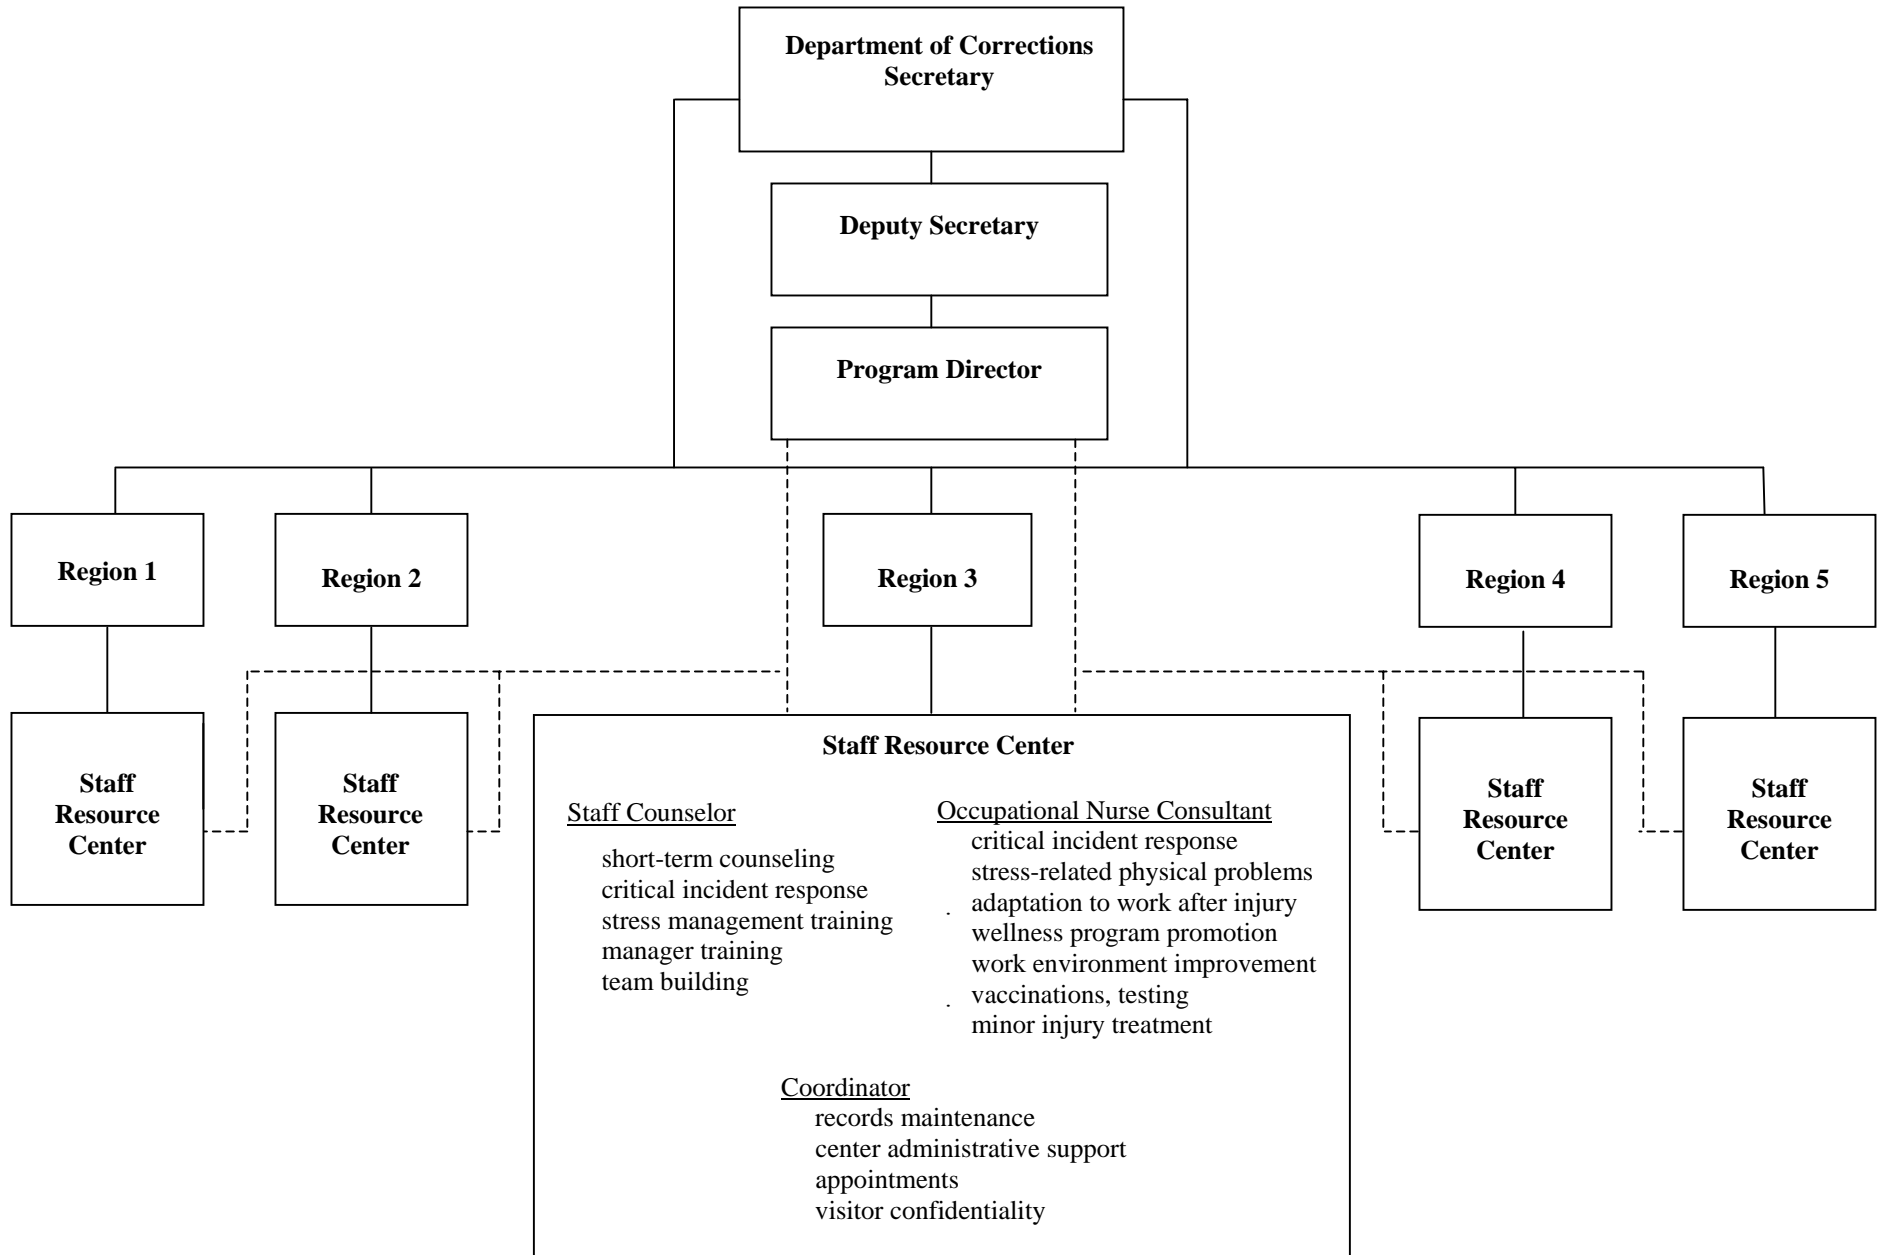 Department of Corrections
Secretary
Deputy Secretary
Program Director
Region 1
Region 2
Region 3
Region 4
Region 5
Staff
Resource
Center
Staff
Resource
Center
Staff Resource Center
Staff Counselor
short-term counseling
critical incident response
stress management training
manager training
team building
Occupational Nurse Consultant
critical incident response
stress-related physical problems
adaptation to work after injury
wellness program promotion
work environment improvement
vaccinations, testing
minor injury treatment
Coordinator
records maintenance
center administrative support
appointments
visitor confidentiality
Staff
Resource
Center
Staff
Resource
Center